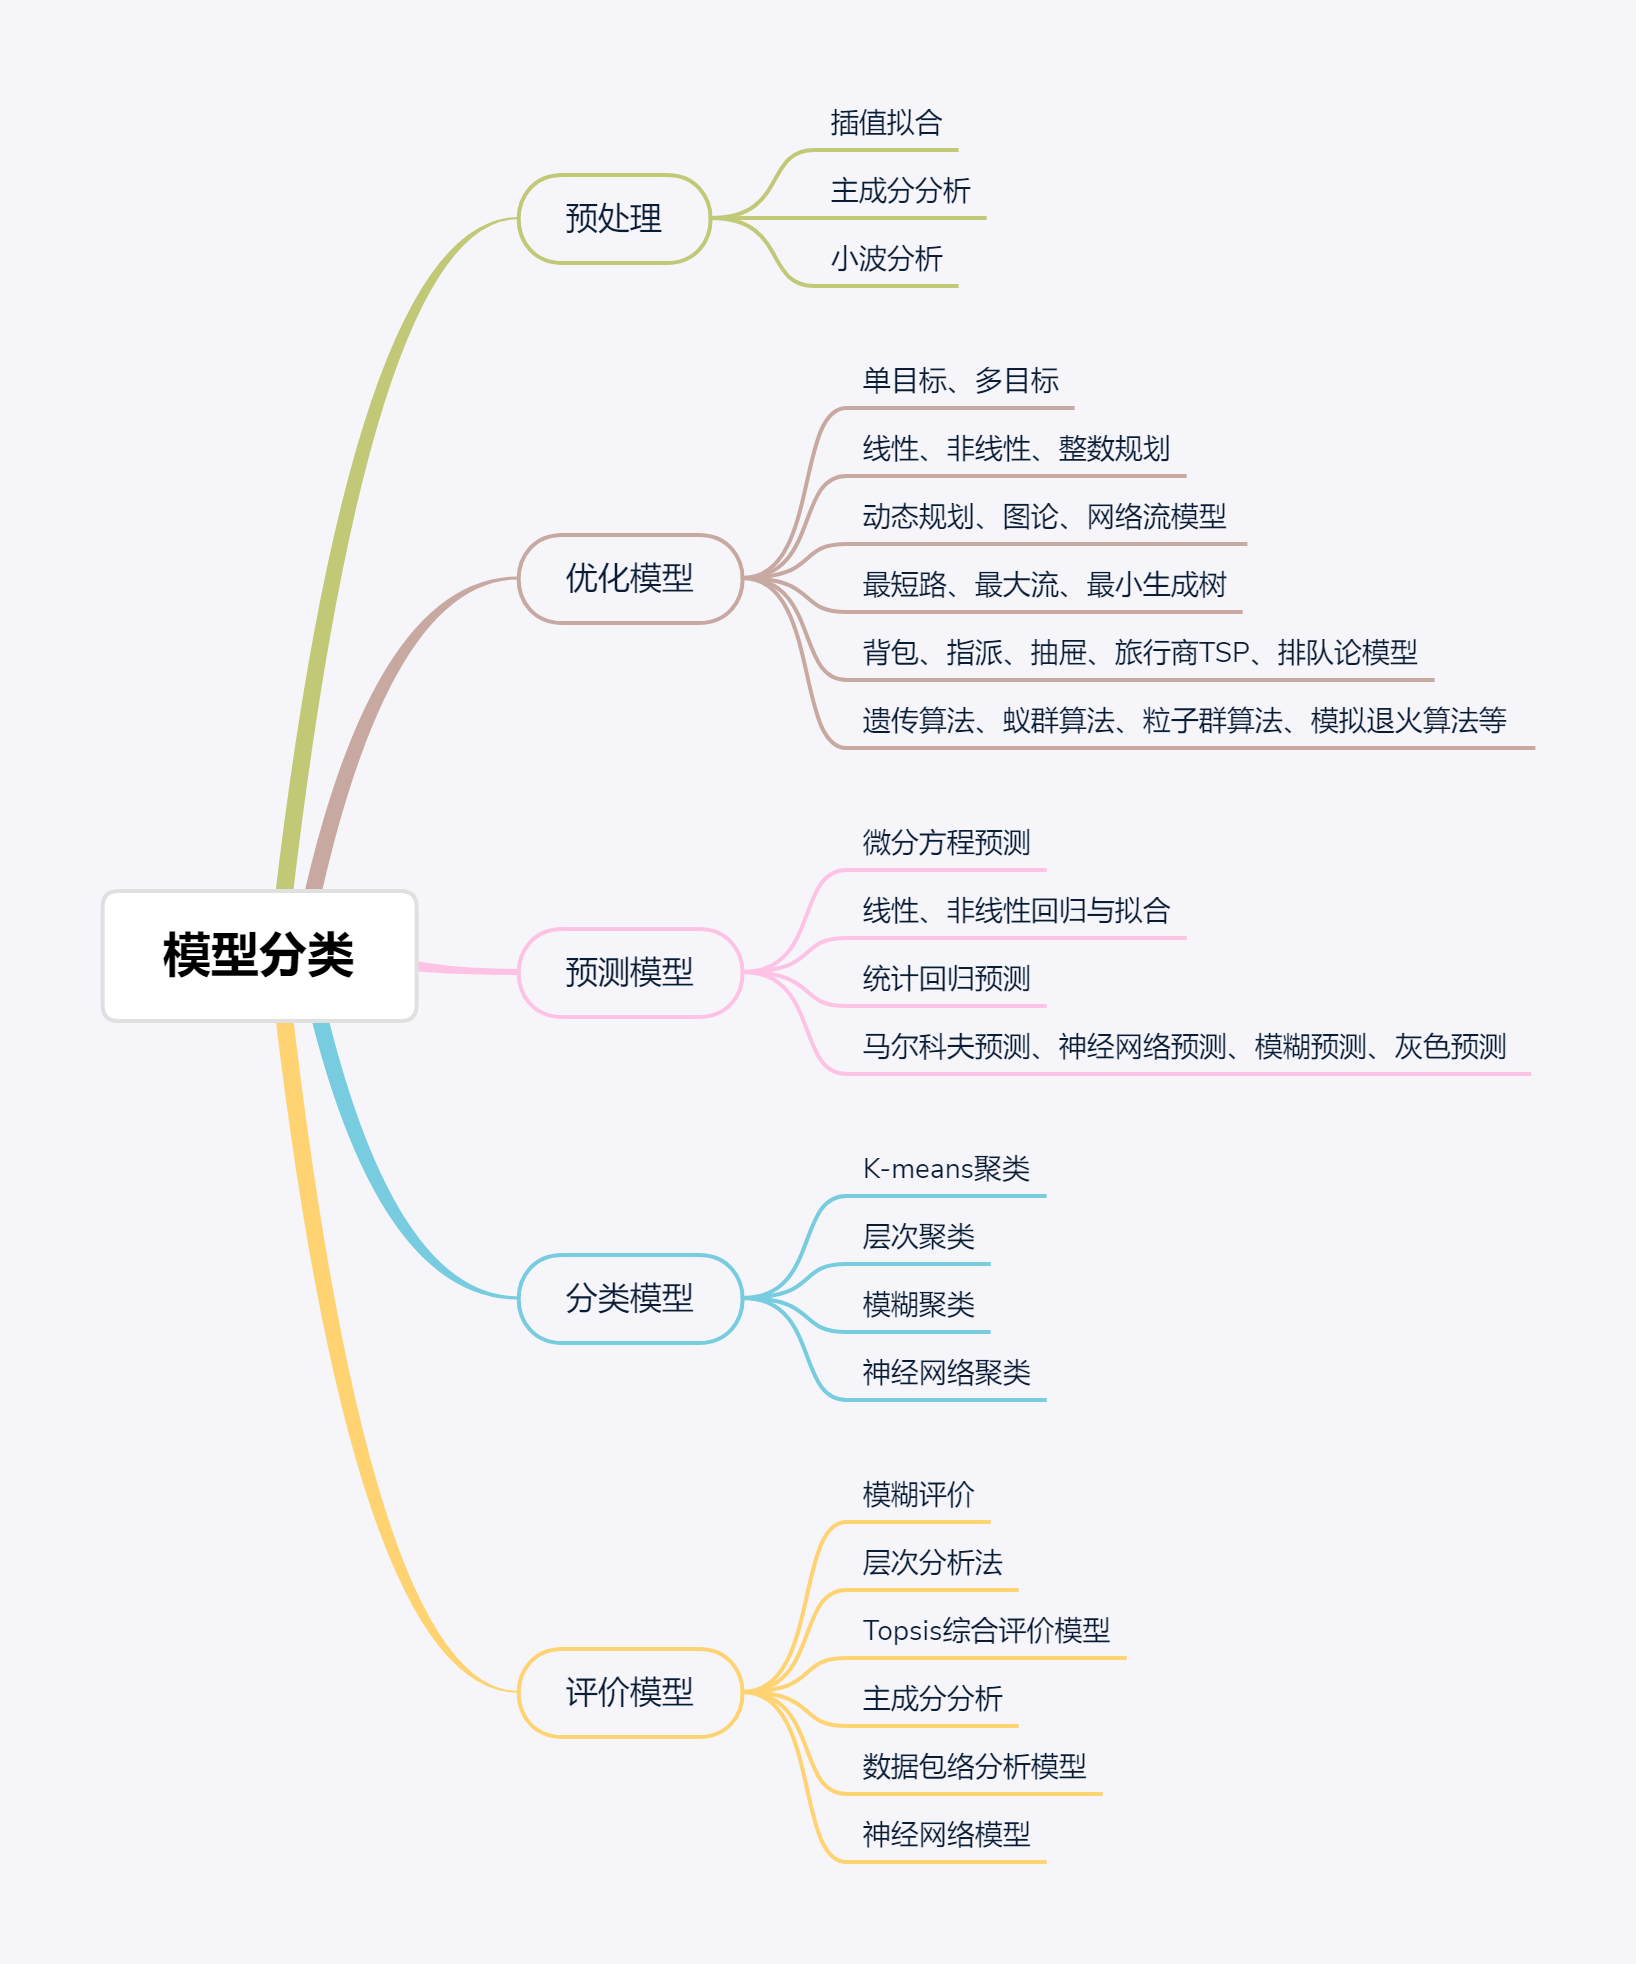 插值拟合
主成分分析
预处理
小波分析
单目标、多目标
线性、非线性、整数规划
动态规划、图论、网络流模型
优化模型
最短路、最大流、最小生成树
背包、指派、抽屉、旅行商TSP、排队论模型
遗传算法、蚁群算法、粒子群算法、模拟退火算法等
微分方程预测
线性、非线性回归与拟合
模型分类
预测模型
统计回归预测
马尔科夫预测、神经网络预测、模糊预测、灰色预测
K-means聚类
层次聚类
分类模型
模糊聚类
神经网络聚类
模糊评价
层次分析法
Topsis综合评价模型
评价模型
主成分分析
数据包络分析模型
神经网络模型